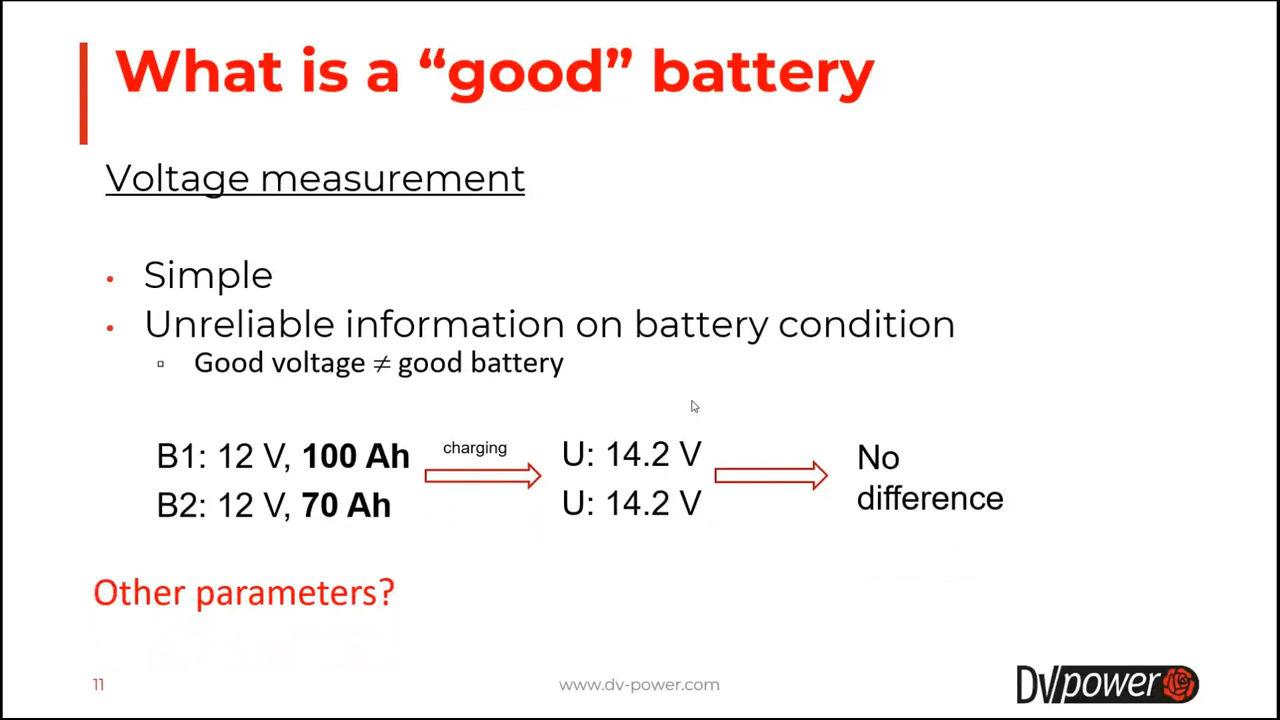 What is a “good” battery
Voltage measurement
• Simple
• Unreliable information on battery condition
▫ Good voltage ≠ good battery
B1: 12 V, 100 Ah charging U: 14.2 V No
B2: 12 V, 70 Ah U: 14.2 V difference
Other parameters?
11 www.dv-power.com DVpower